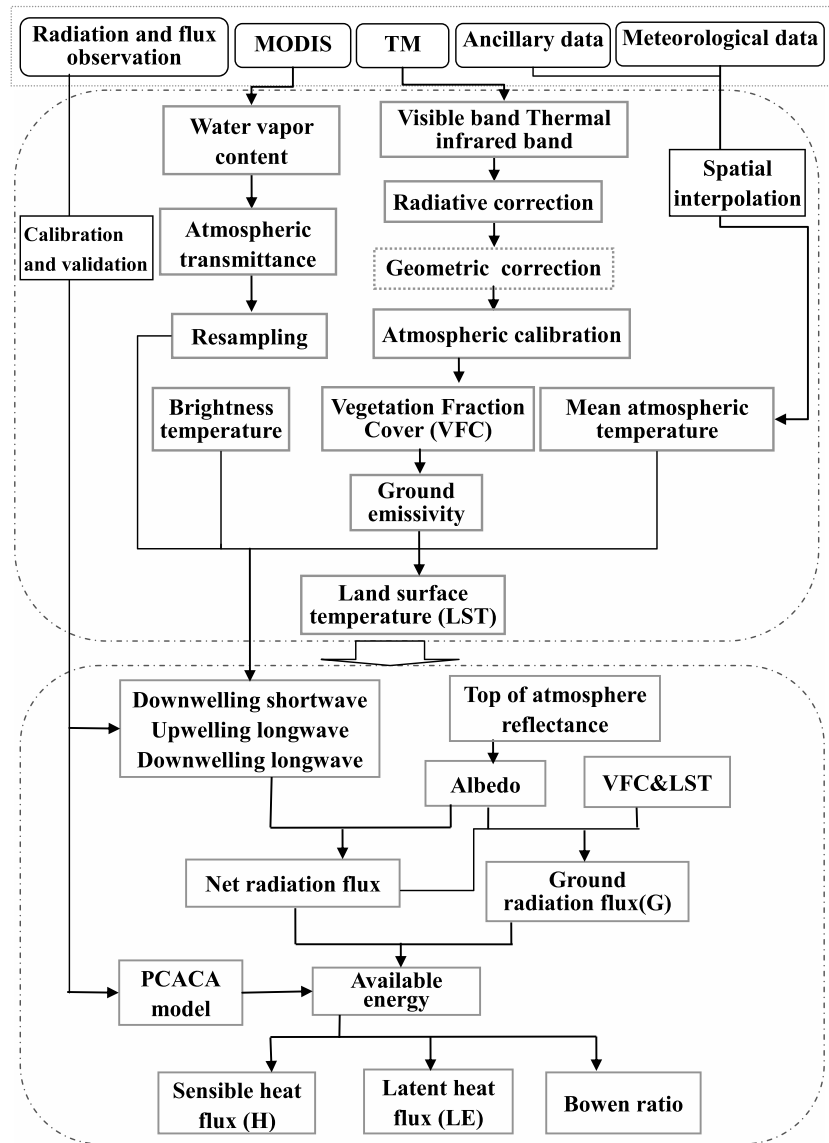 Radiation and flux
observation
MODIS
TM
Ancillary data
Meteorological data
Water vapor
content
Visible band Thermal
infrared band
Spatial
interpolation
Radiative correction
Calibration
and validation
Atmospheric
transmittance
Geometric correction
Resampling
Atmospheric calibration
Brightness
temperature
Vegetation Fraction
Cover (VFC)
Mean atmospheric
temperature
Ground
emissivity
Land surface
temperature (LST)
Downwelling shortwave
Upwelling longwave
Downwelling longwave
Top of atmosphere
reflectance
Albedo
VFC&LST
Net radiation flux
Ground
radiation flux(G)
PCACA
model
Available
energy
Sensible heat
flux (H)
Latent heat
flux (LE)
Bowen ratio